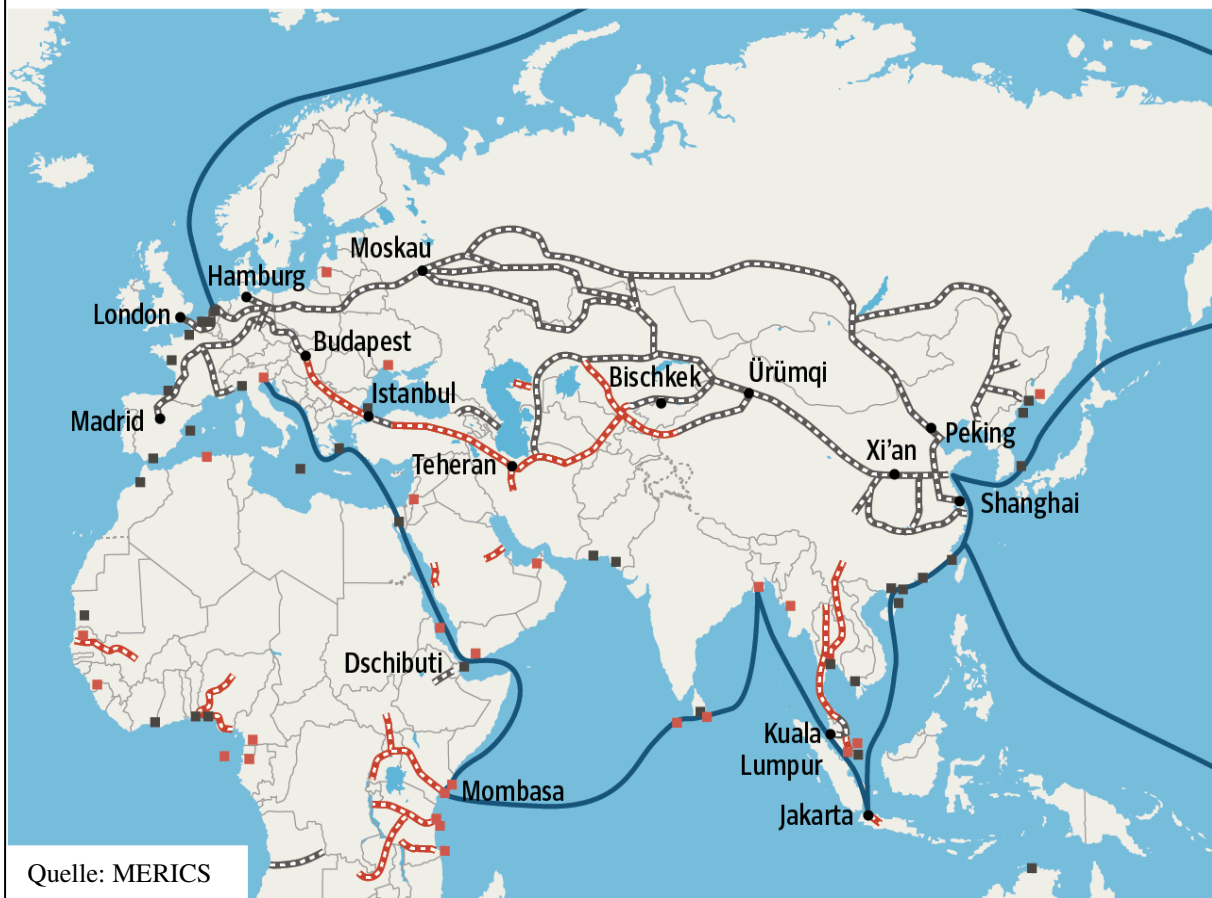 Moskau
Hamburg
London
Budapest
Bischkek
Ürümqi
Istanbul
Madrid
Peking
Teheran
Xi’an
Shanghai
Dschibuti
Kuala
Lumpur
Mombasa
Jakarta
Quelle: MERICS